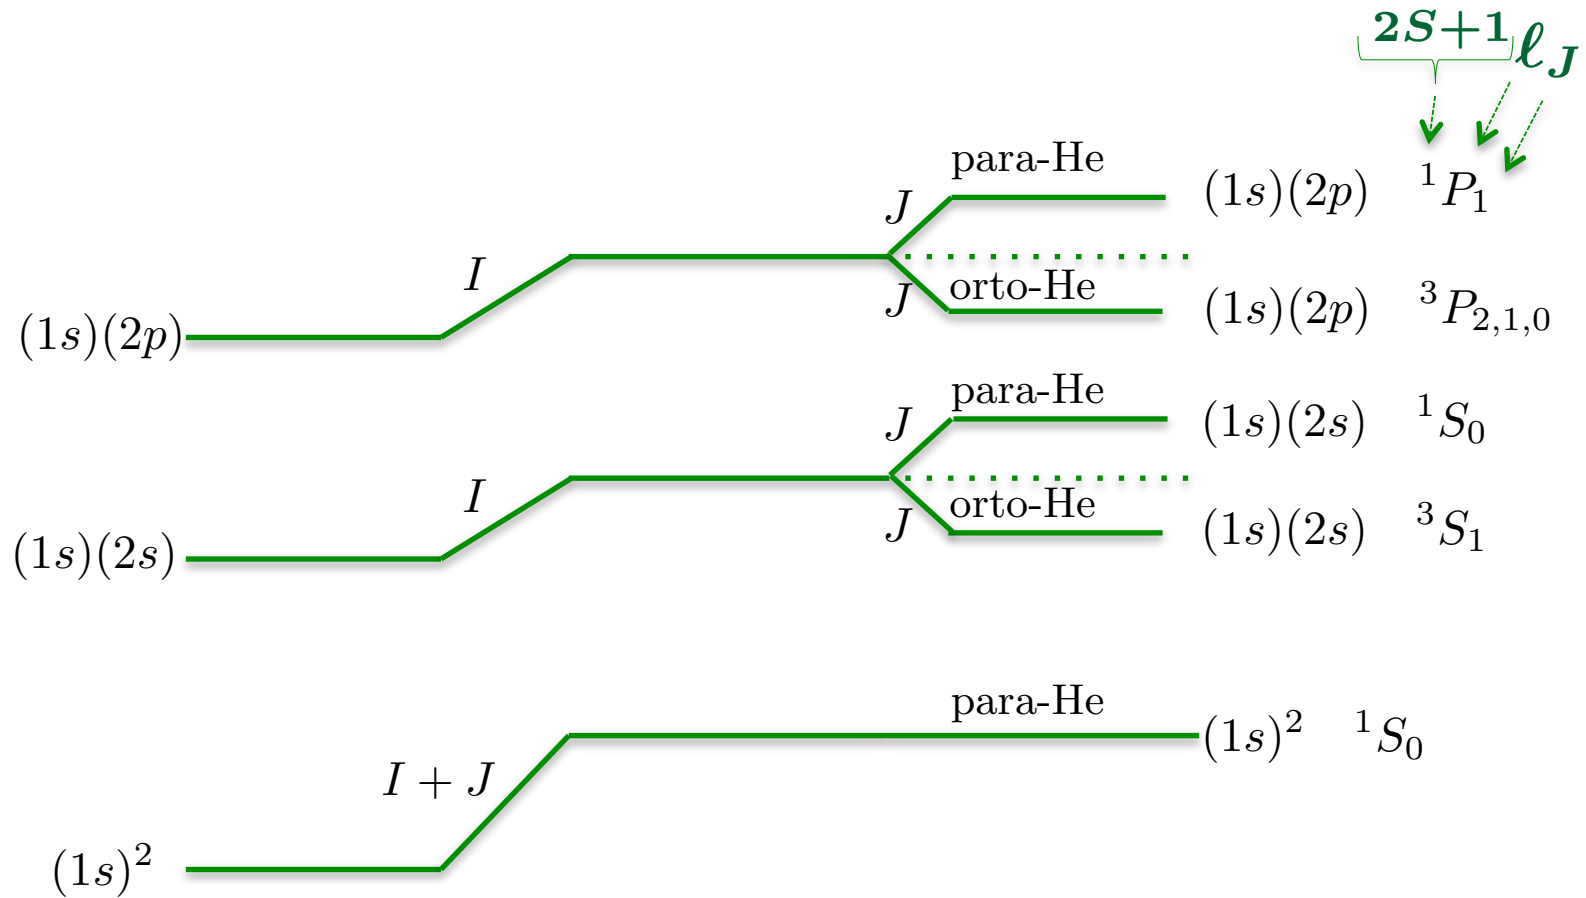 2S+1 ℓ_J
para-He
J (1s)(2p) ^1P_1
I
orto-He
J (1s)(2p) ^3P_{2,1,0}
(1s)(2p)
para-He
J (1s)(2s) ^1S_0
I
orto-He
J (1s)(2s) ^3S_1
(1s)(2s)
para-He
(1s)^2 ^1S_0
I + J
(1s)^2